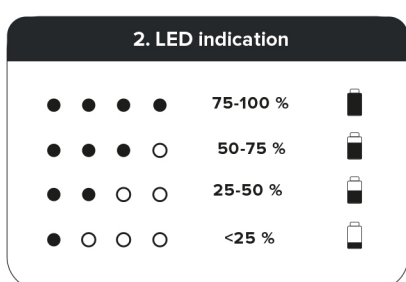 2. LED indication
75-100 %
50-75 %
25-50 %
<25 %